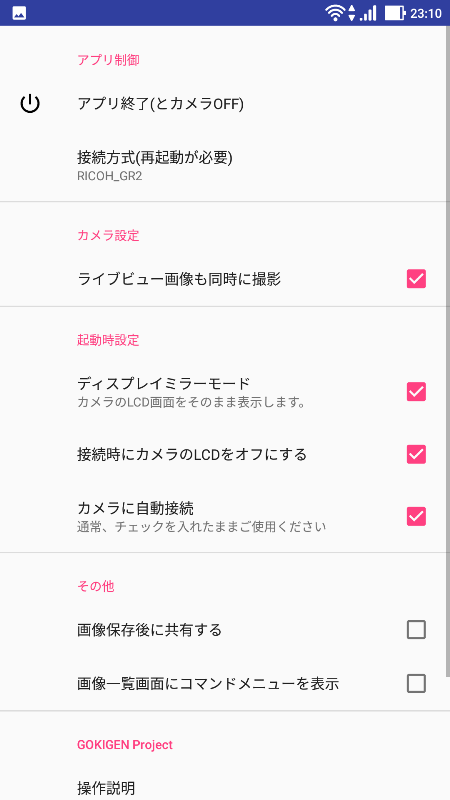 23:10
アプリ制御
アプリ終了(とカメラOFF)
接続方式(再起動が必要)
RICOH_GR2
カメラ設定
ライブビュー画像も同時に撮影
起動時設定
ディスプレイミラーモード
カメラのLCD画面をそのまま表示します。
接続時にカメラのLCDをオフにする
カメラに自動接続
通常、チェックを入れたままご使用ください
その他
画像保存後に共有する
画像一覧画面にコマンドメニューを表示
GOKIGEN Project
操作説明